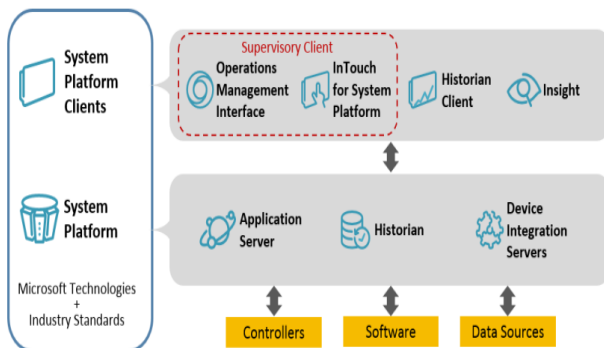 System
Platform
Clients
Supervisory Client
Operations
Management
Interface
InTouch
for System
Platform
Historian
Client
Insight
System
Platform
Application
Server
Historian
Device
Integration
Servers
Microsoft Technologies
+
Industry Standards
Controllers
Software
Data Sources